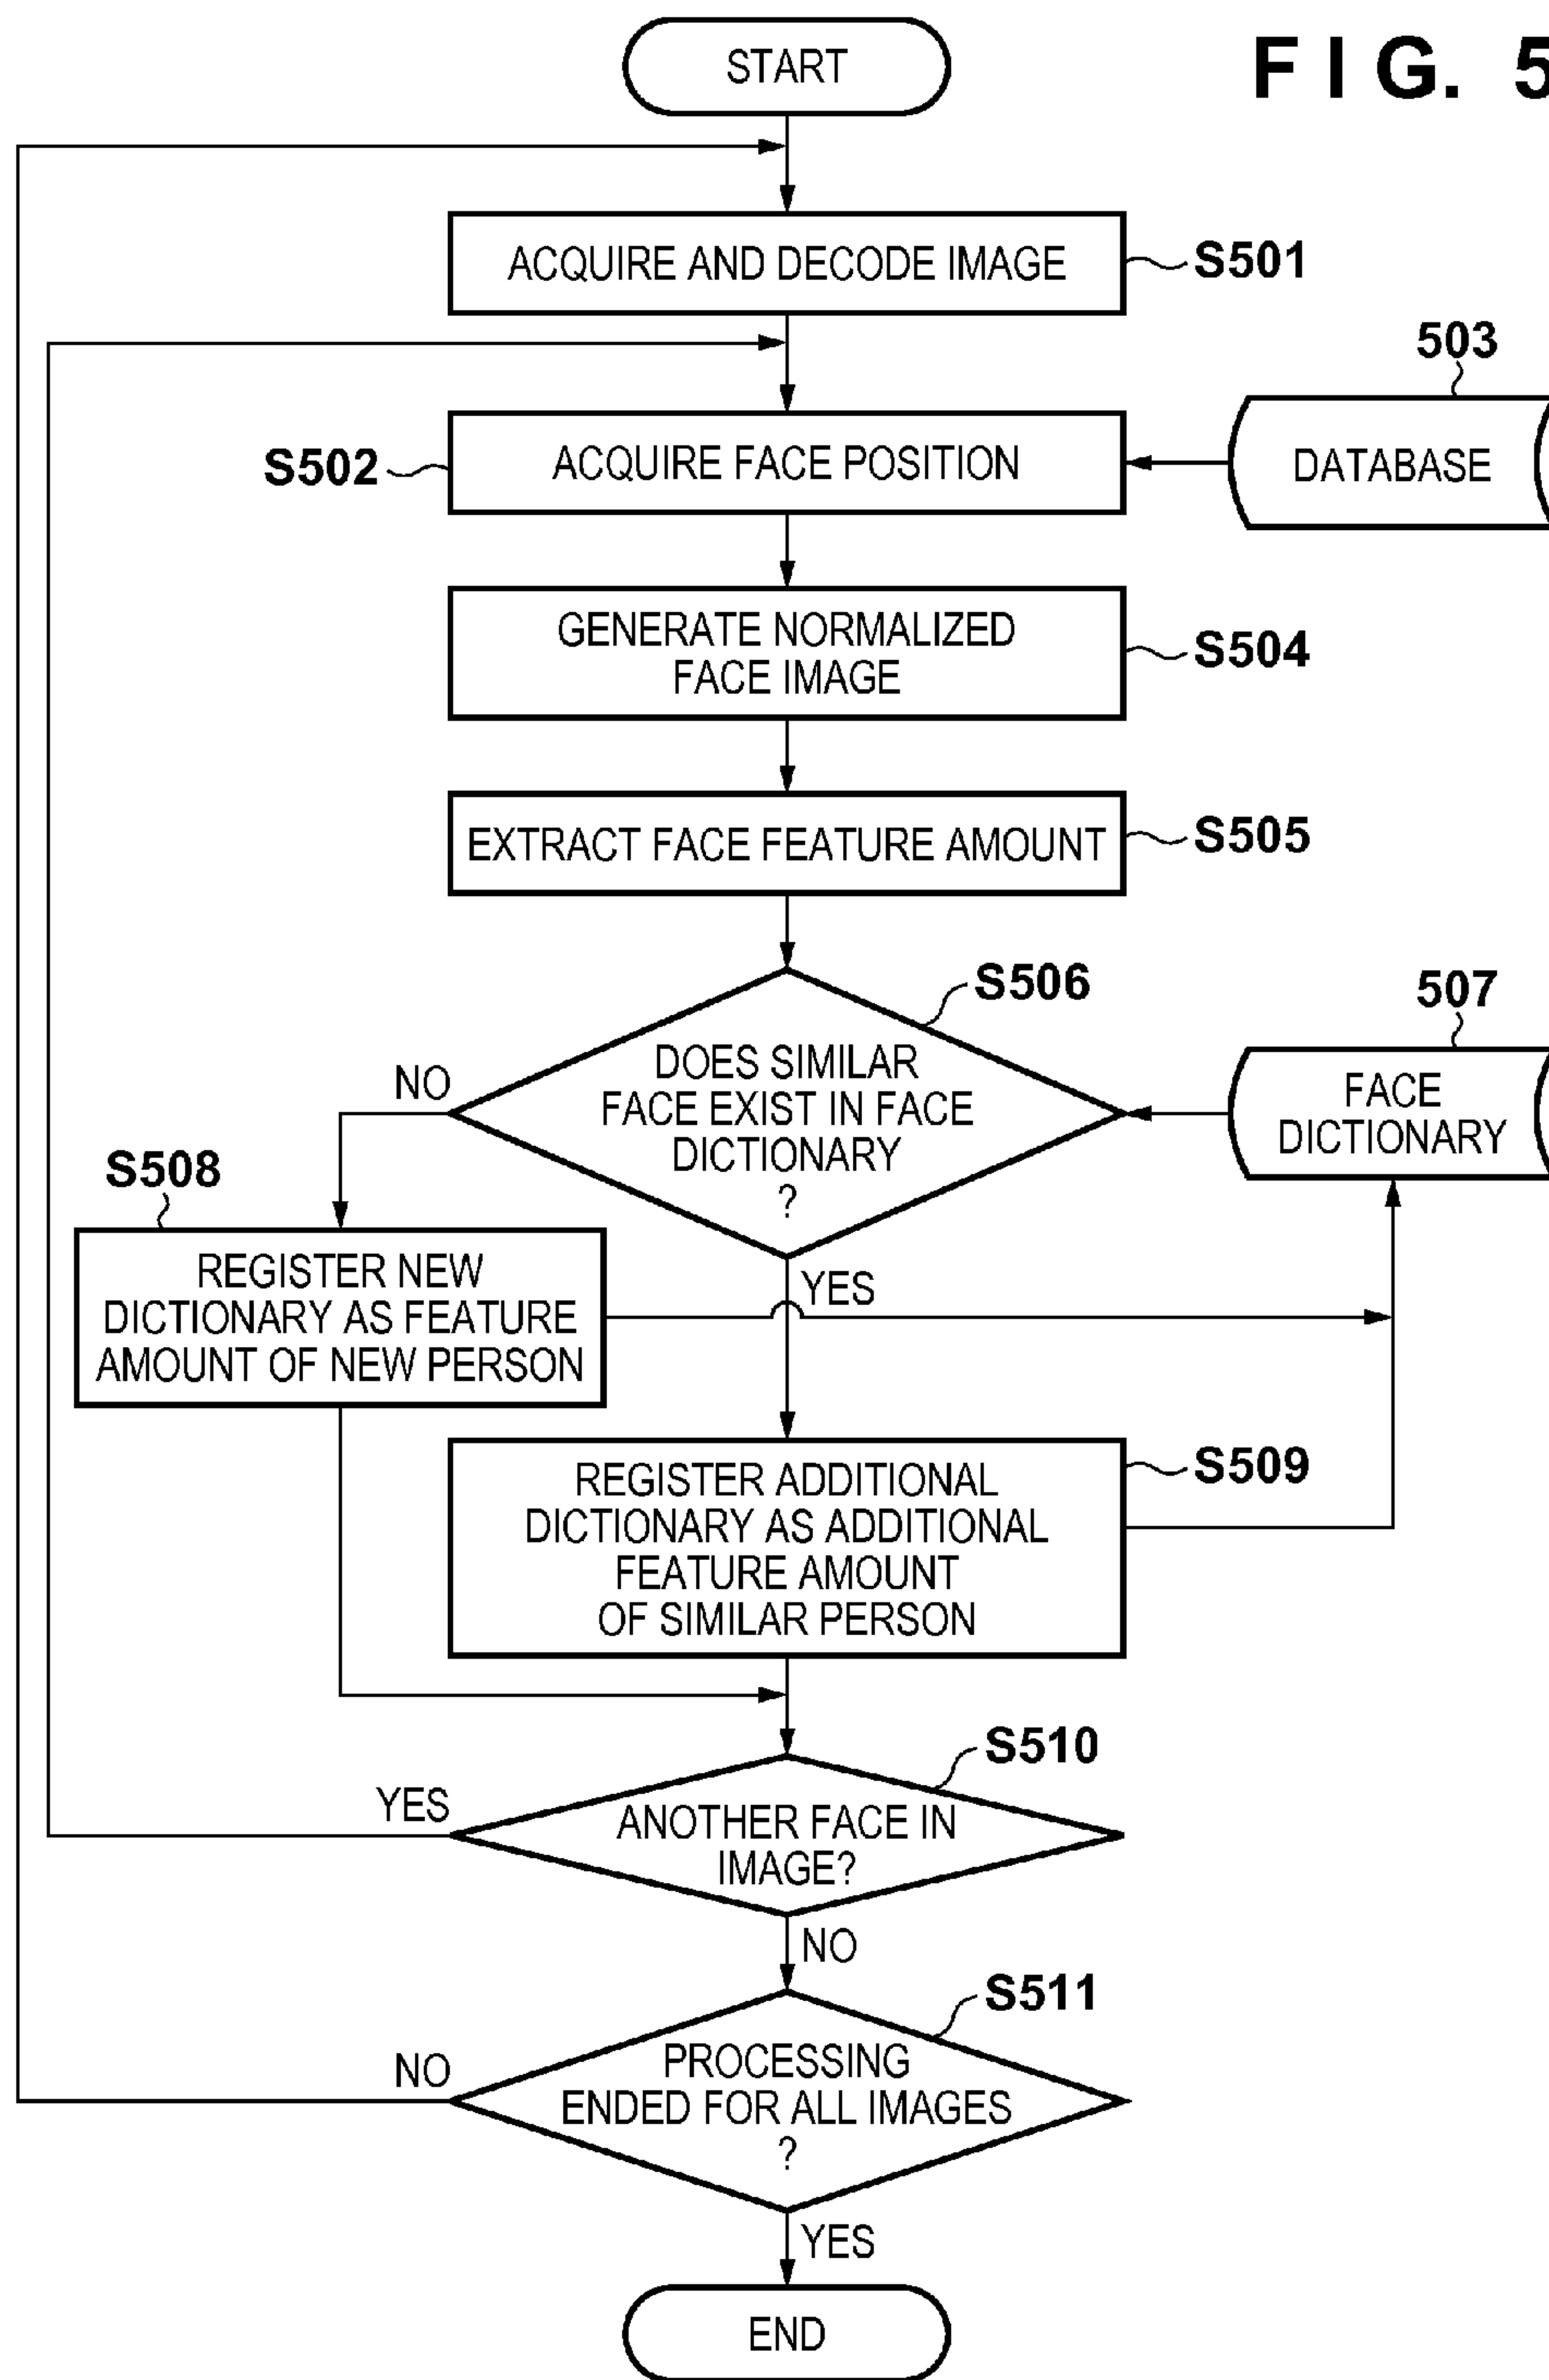 START
FIG. 5
ACQUIRE AND DECODE IMAGE
S501
503
S502
ACQUIRE FACE POSITION
DATABASE
GENERATE NORMALIZED
FACE IMAGE
S504
EXTRACT FACE FEATURE AMOUNT
S505
S506
507
NO
DOES SIMILAR
FACE EXIST IN FACE
DICTIONARY
?
FACE
DICTIONARY
S508
YES
REGISTER NEW
DICTIONARY AS FEATURE
AMOUNT OF NEW PERSON
S509
REGISTER ADDITIONAL
DICTIONARY AS ADDITIONAL
FEATURE AMOUNT
OF SIMILAR PERSON
S510
YES
ANOTHER FACE IN
IMAGE?
NO
S511
NO
PROCESSING
ENDED FOR ALL IMAGES
?
YES
END